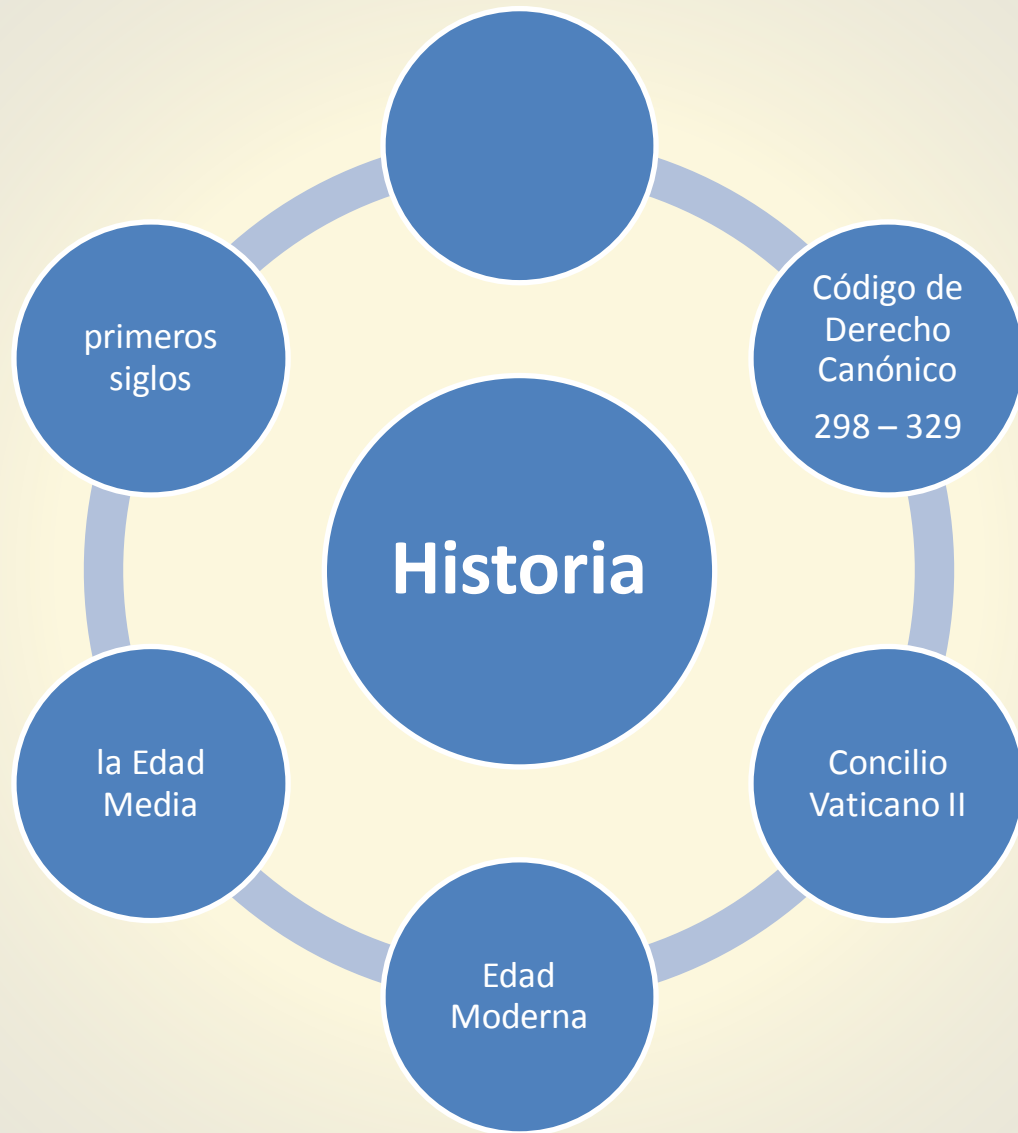 Código de
Derecho
Canónico
298 – 329
primeros
siglos
Historia
la Edad
Media
Concilio
Vaticano II
Edad
Moderna